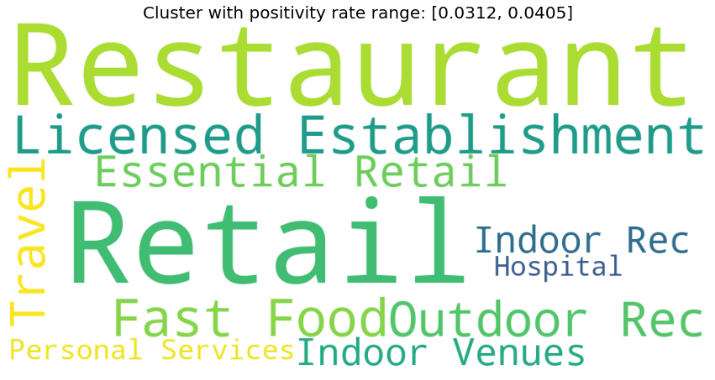 Cluster with positivity rate range: [0.0312, 0.0405]
Restaurant
Licensed Establishment
Essential Retail
Travel
Retail
Indoor Rec
Hospital
Fast Food
Outdoor Rec
Personal Services
Indoor Venues